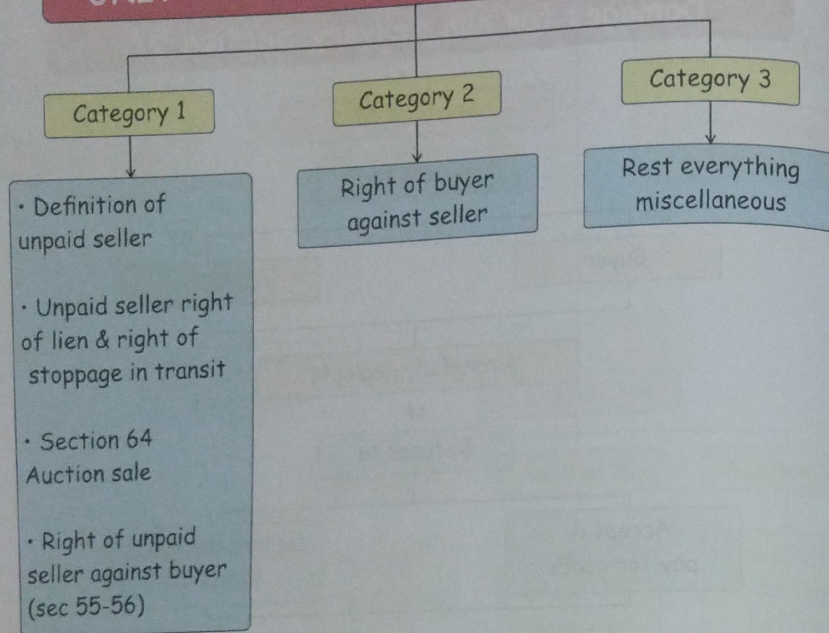 Category 1
Category 2
Category 3
• Definition of
unpaid seller
• Unpaid seller right
of lien & right of
stoppage in transit
• Section 64
Auction sale
• Right of unpaid
seller against buyer
(sec 55-56)
Right of buyer
against seller
Rest everything
miscellaneous